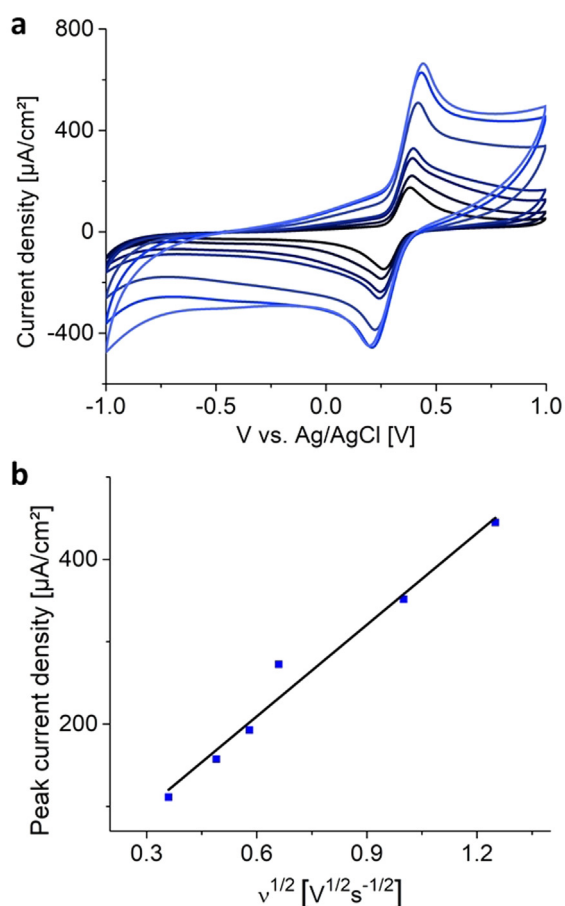 a
800
400
0
-400
Current density [µA/cm²]
-1.0 -0.5 0.0 0.5 1.0
V vs. Ag/AgCl [V]
b
400
200
Peak current density [µA/cm²]
0.3 0.6 0.9 1.2
ν¹/² [V¹/²s⁻¹/²]